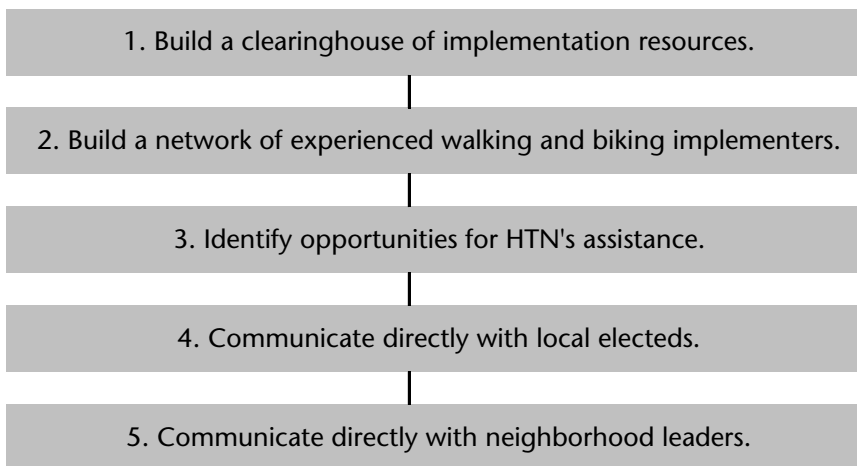 1. Build a clearinghouse of implementation resources.
2. Build a network of experienced walking and biking implementers.
3. Identify opportunities for HTN's assistance.
4. Communicate directly with local electeds.
5. Communicate directly with neighborhood leaders.